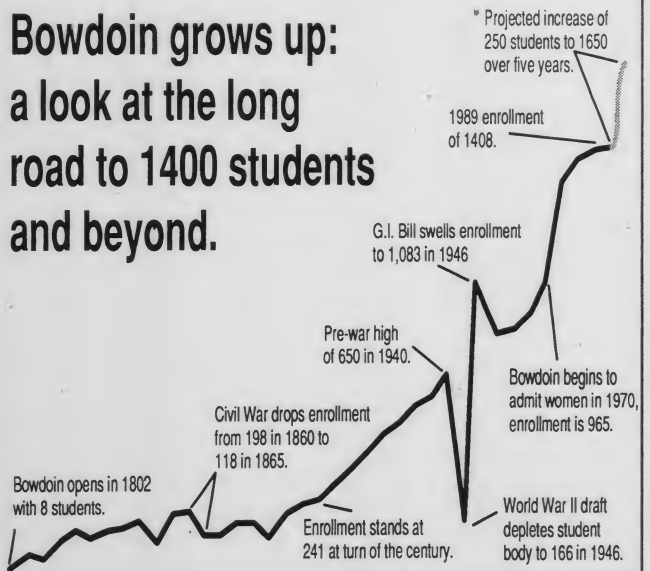 Bowdoin grows up:
a look at the long
road to 1400 students
and beyond.
* Projected increase of
250 students to 1650
over five years.
1989 enrollment
of 1408.
G.I. Bill swells enrollment
to 1,083 in 1946
Pre-war high
of 650 in 1940.
Bowdoin begins to
admit women in 1970,
enrollment is 965.
Civil War drops enrollment
from 198 in 1860 to
118 in 1865.
Bowdoin opens in 1802
with 8 students.
Enrollment stands at
241 at turn of the century.
World War II draft
depletes student
body to 166 in 1946.